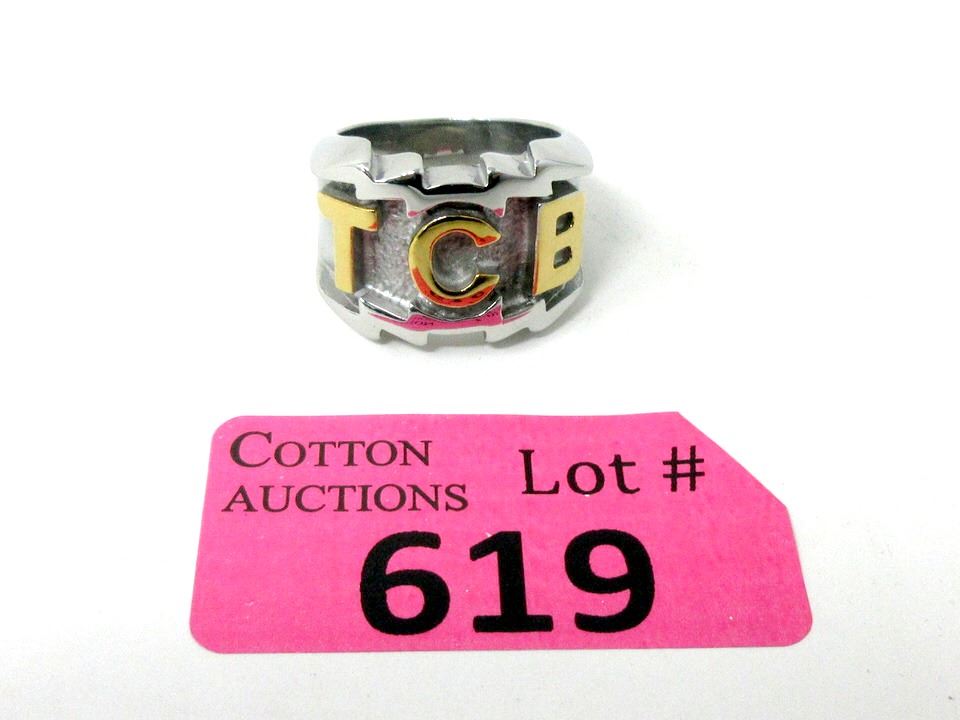 TCB
COTTON
AUCTIONS
Lot #
619